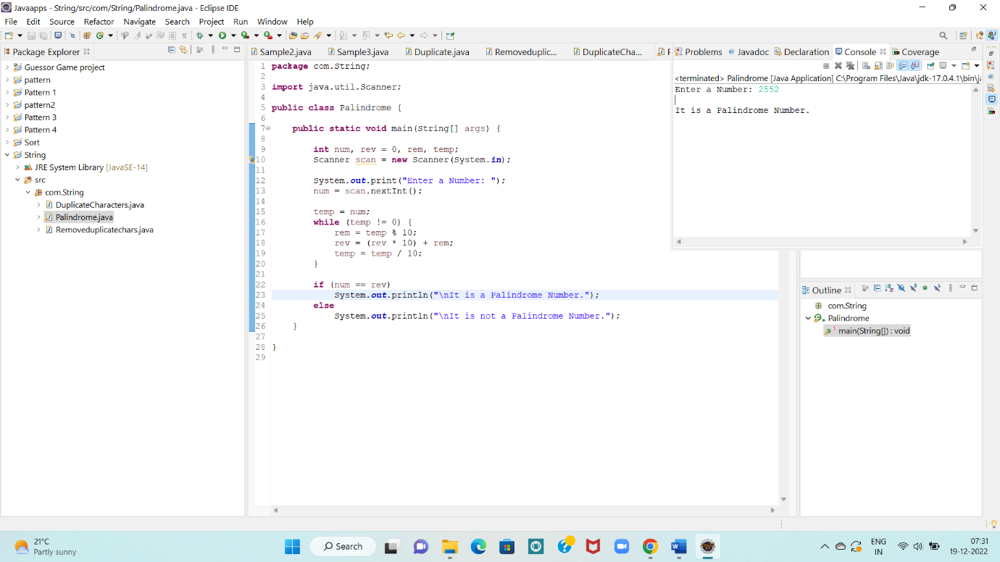 Javaapps - String/src/com/String/Palindrome.java - Eclipse IDE
File Edit Source Refactor Navigate Search Project Run Window Help
Package Explorer
Guessor Game project
pattern
Pattern 1
pattern2
Pattern 3
Pattern 4
Sort
String
JRE System Library [JavaSE-14]
src
com.String
DuplicateCharacters.java
Palindrome.java
Removeduplicatechars.java
Sample2.java Sample3.java Duplicate.java Removeduplic... DuplicateCha... P
1 package com.String;
2
3 import java.util.Scanner;
4
5 public class Palindrome {
6
7 public static void main(String[] args) {
8
9 int num, rev = 0, rem, temp;
10 Scanner scan = new Scanner(System.in);
11
12 System.out.print("Enter a Number: ");
13 num = scan.nextInt();
14
15 temp = num;
16 while (temp != 0) {
17 rem = temp % 10;
18 rev = (rev * 10) + rem;
19 temp = temp / 10;
20 }
21
22 if (num == rev)
23 System.out.println("\nIt is a Palindrome Number.");
24 else
25 System.out.println("\nIt is not a Palindrome Number.");
26 }
27
28 }
29
Problems Javadoc Declaration Console Coverage
<terminated> Palindrome [Java Application] C:\Program Files\Java\jdk-17.0.4.1\bin\ja
Enter a Number: 2552
It is a Palindrome Number.
Outline
com.String
Palindrome
main(String[]) : void
21°C
Partly sunny
Search
ENG
IN
07:31
19-12-2022